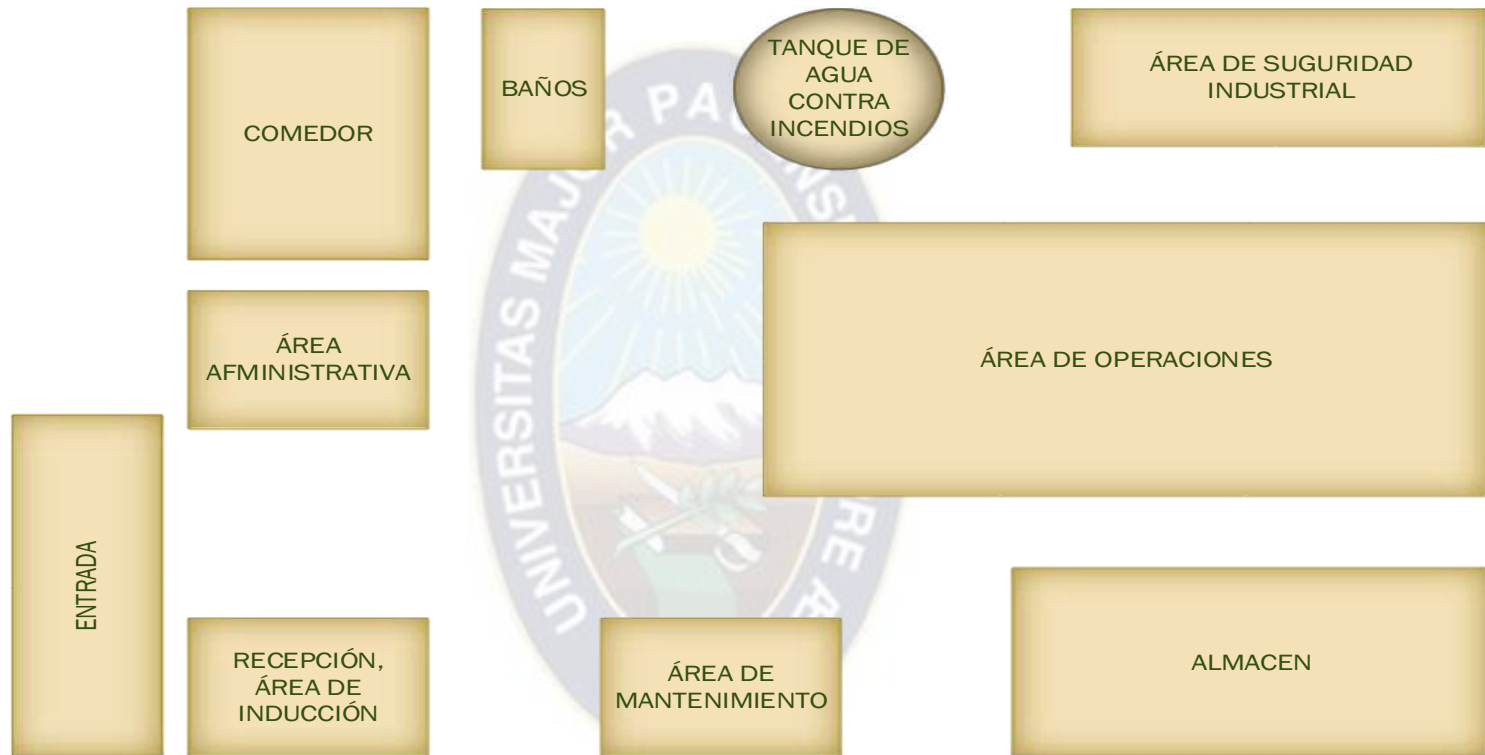 COMEDOR
BAÑOS
TANQUE DE
AGUA
CONTRA
INCENDIOS
ÁREA DE SUGURIDAD
INDUSTRIAL
ÁREA
AFMINISTRATIVA
ÁREA DE OPERACIONES
ENTRADA
RECEPCIÓN,
ÁREA DE
INDUCCIÓN
ÁREA DE
MANTENIMIENTO
ALMACEN
UNIVERSITAS MAJOR